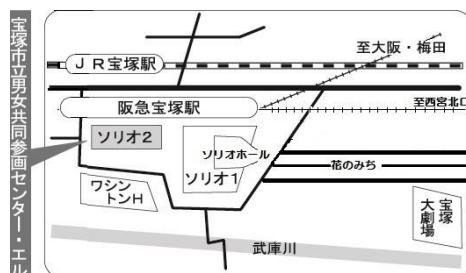 宝塚市立男女共同参画センター・エル
至大阪・梅田
JR宝塚駅
阪急宝塚駅
至西宮北口
ソリオ2
ソリオホール
ソリオ1
花のみち
ワシン
トンH
宝塚
大劇場
武庫川